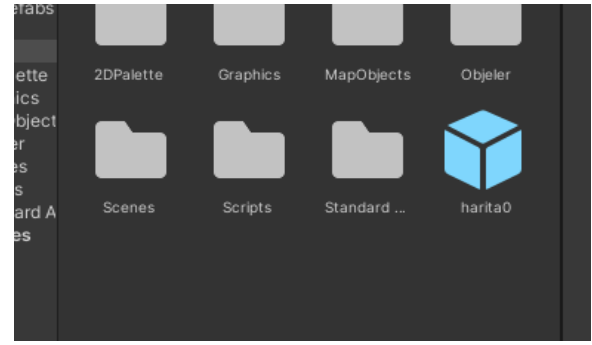 efabs
ette
ics
bject
er
es
s
ard A
es
2DPalette Graphics MapObjects Objeler
Scenes Scripts Standard ... harita0